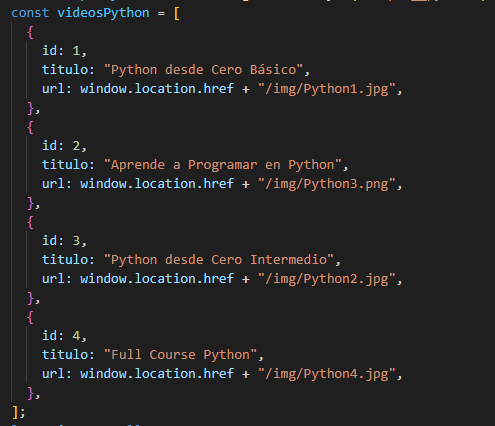 const videosPython = [
{
id: 1,
titulo: "Python desde Cero Básico",
url: window.location.href + "/img/Python1.jpg",
},
{
id: 2,
titulo: "Aprende a Programar en Python",
url: window.location.href + "/img/Python3.png",
},
{
id: 3,
titulo: "Python desde Cero Intermedio",
url: window.location.href + "/img/Python2.jpg",
},
{
id: 4,
titulo: "Full Course Python",
url: window.location.href + "/img/Python4.jpg",
},
];